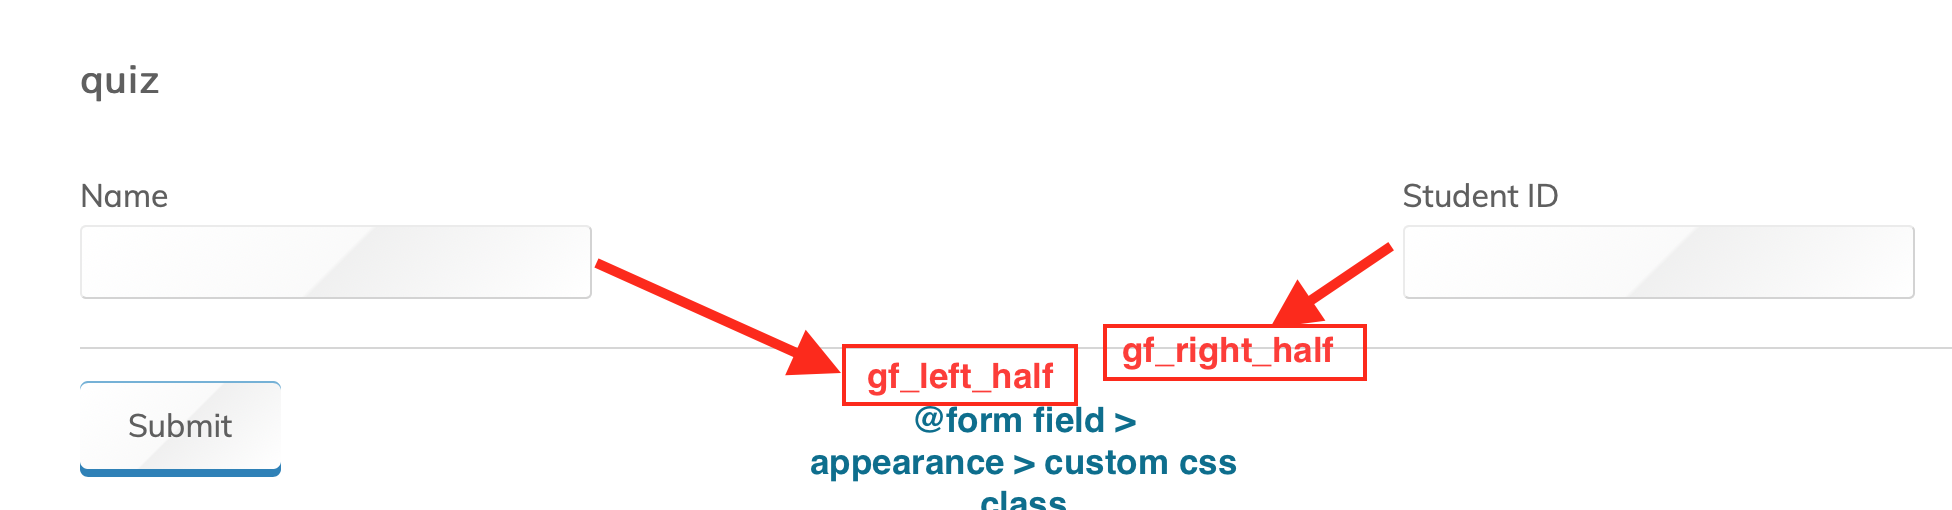 quiz
Name
Student ID
gf_right_half
gf_left_half
@form field >
appearance > custom css
class
Submit